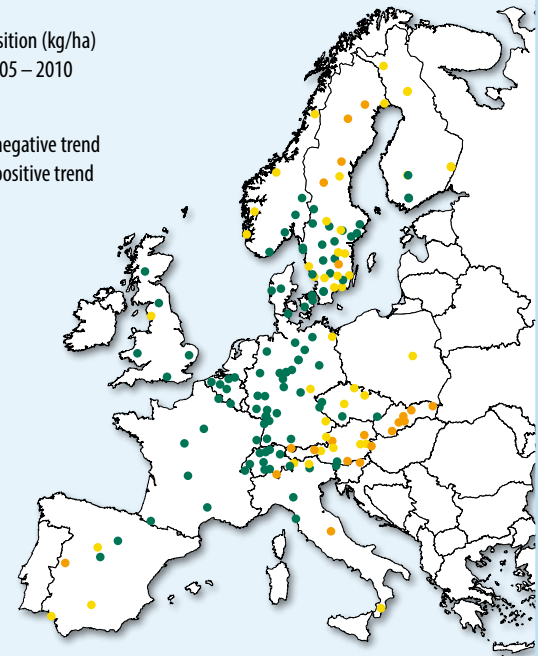 sition (kg/ha)
05 – 2010
negative trend
positive trend